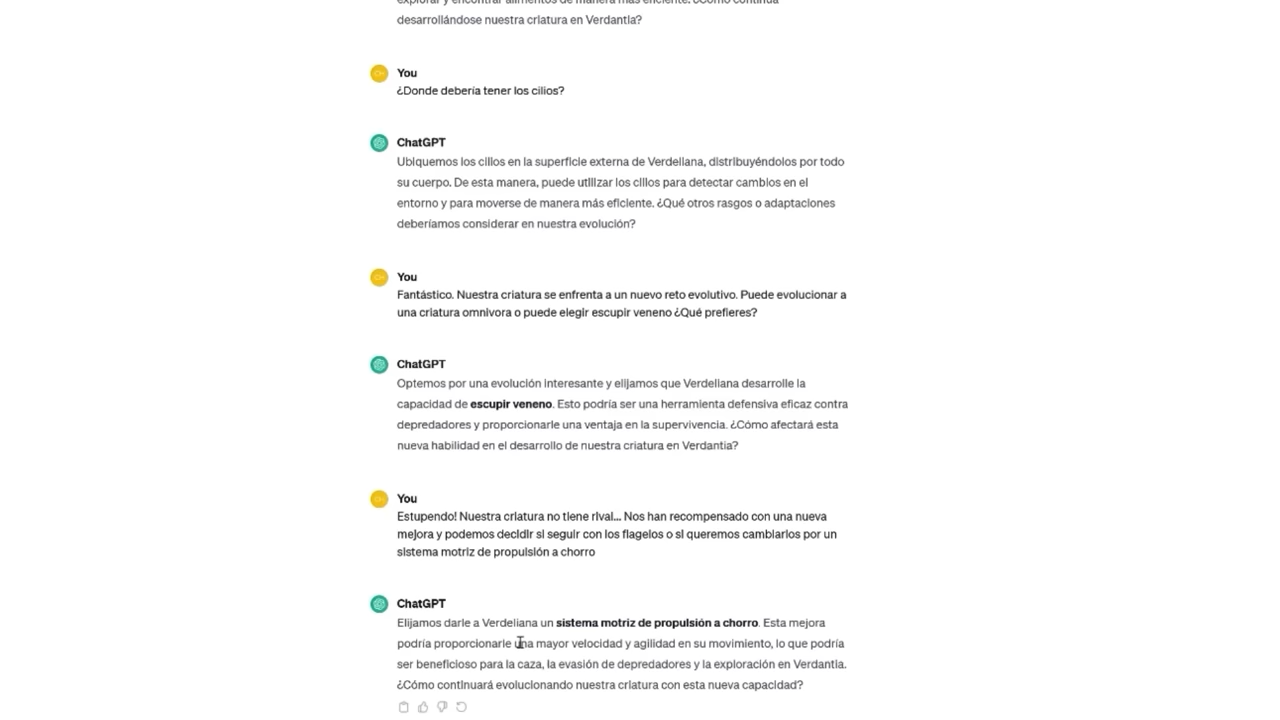 explorar y encontrar alimentos de manera más eficiente. ¿Cómo continúa
desarrollándose nuestra criatura en Verdantia?
You
¿Donde debería tener los cilios?
ChatGPT
Ubiquemos los cilios en la superficie externa de Verdeliana, distribuyéndolos por todo
su cuerpo. De esta manera, puede utilizar los cilios para detectar cambios en el
entorno y para moverse de manera más eficiente. ¿Qué otros rasgos o adaptaciones
deberíamos considerar en nuestra evolución?
You
Fantástico. Nuestra criatura se enfrenta a un nuevo reto evolutivo. Puede evolucionar a
una criatura omnivora o puede elegir escupir veneno ¿Qué prefieres?
ChatGPT
Optemos por una evolución interesante y elijamos que Verdeliana desarrolle la
capacidad de escupir veneno. Esto podría ser una herramienta defensiva eficaz contra
depredadores y proporcionarle una ventaja en la supervivencia. ¿Cómo afectará esta
nueva habilidad en el desarrollo de nuestra criatura en Verdantia?
You
Estupendo! Nuestra criatura no tiene rival... Nos han recompensado con una nueva
mejora y podemos decidir si seguir con los flagelos o si queremos cambiarlos por un
sistema motriz de propulsión a chorro
ChatGPT
Elijamos darle a Verdeliana un sistema motriz de propulsión a chorro. Esta mejora
podría proporcionarle una mayor velocidad y agilidad en su movimiento, lo que podría
ser beneficioso para la caza, la evasión de depredadores y la exploración en Verdantia.
¿Cómo continuará evolucionando nuestra criatura con esta nueva capacidad?